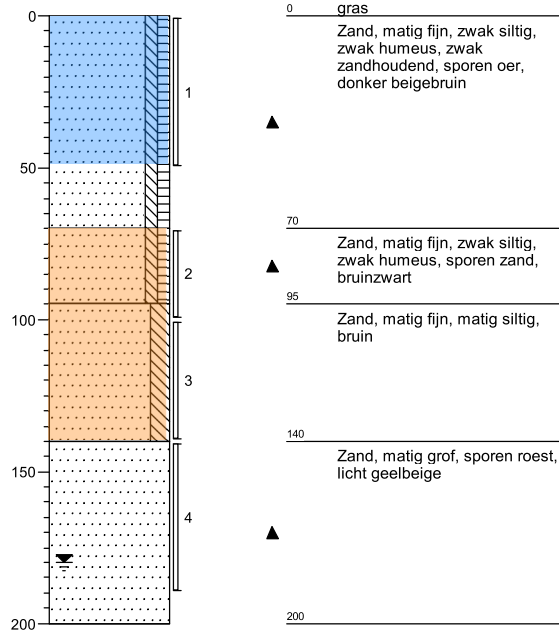 0
50
100
150
200
1
2
3
4
0
gras
Zand, matig fijn, zwak siltig,
zwak humeus, zwak
zandhoudend, sporen oer,
donker beigebruin
70
Zand, matig fijn, zwak siltig,
zwak humeus, sporen zand,
bruinzwart
95
Zand, matig fijn, matig siltig,
bruin
140
Zand, matig grof, sporen roest,
licht geelbeige
200